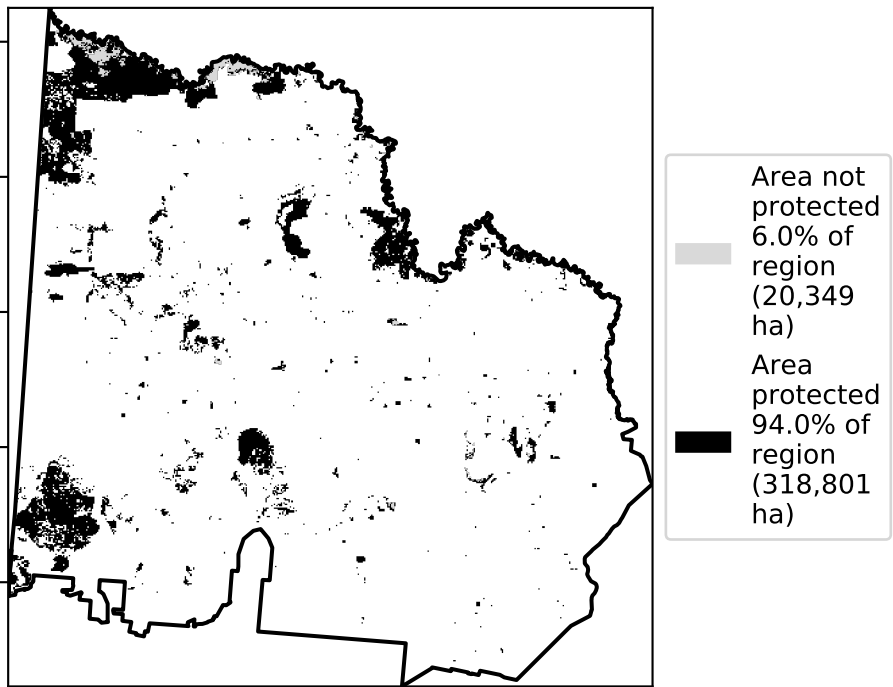 Area not
protected
6.0% of
region
(20,349
ha)
Area
protected
94.0% of
region
(318,801
ha)